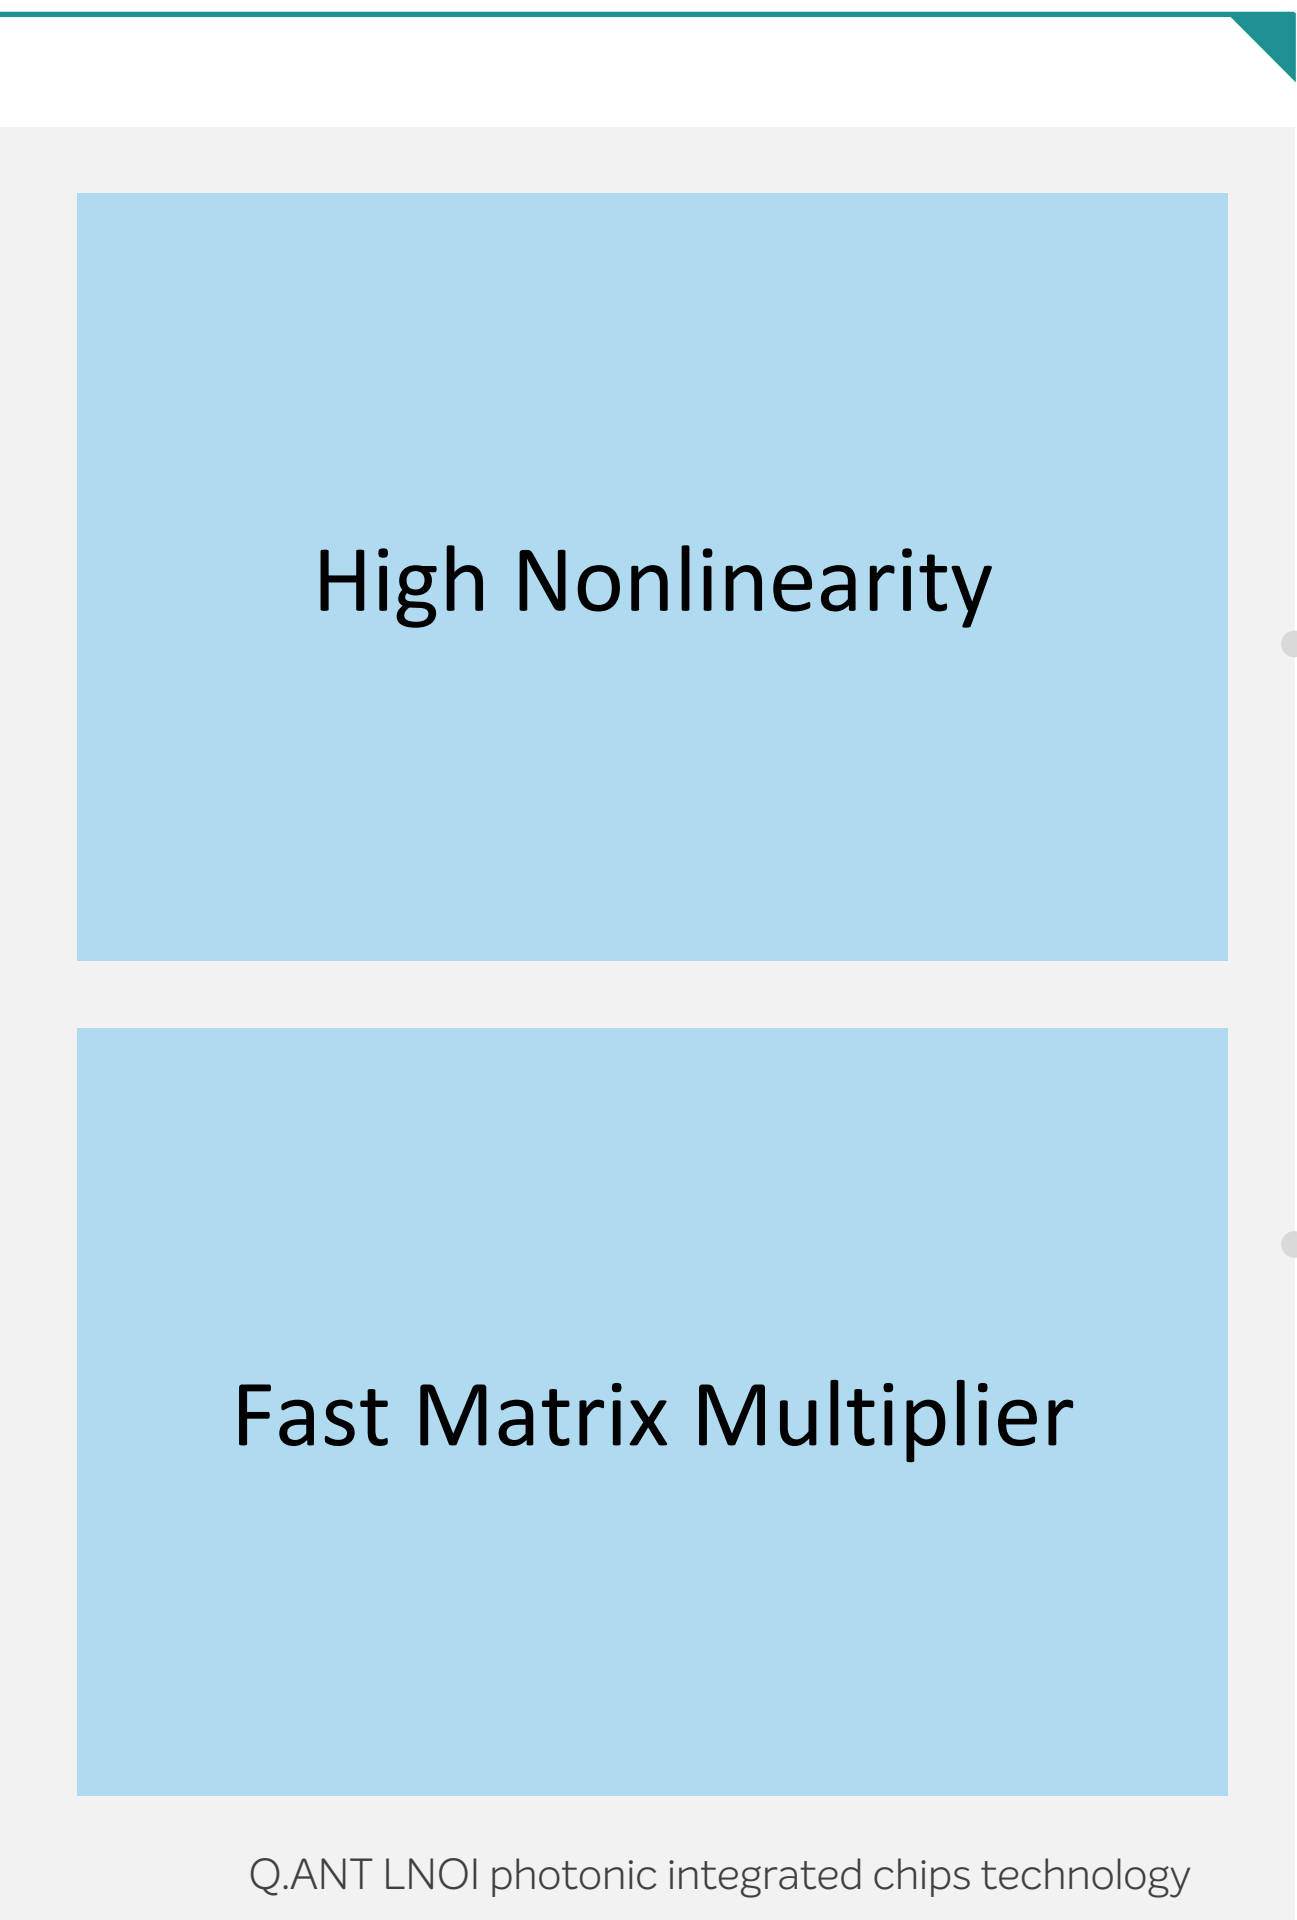 High Nonlinearity
Fast Matrix Multiplier
Q.ANT LNOI photonic integrated chips technology